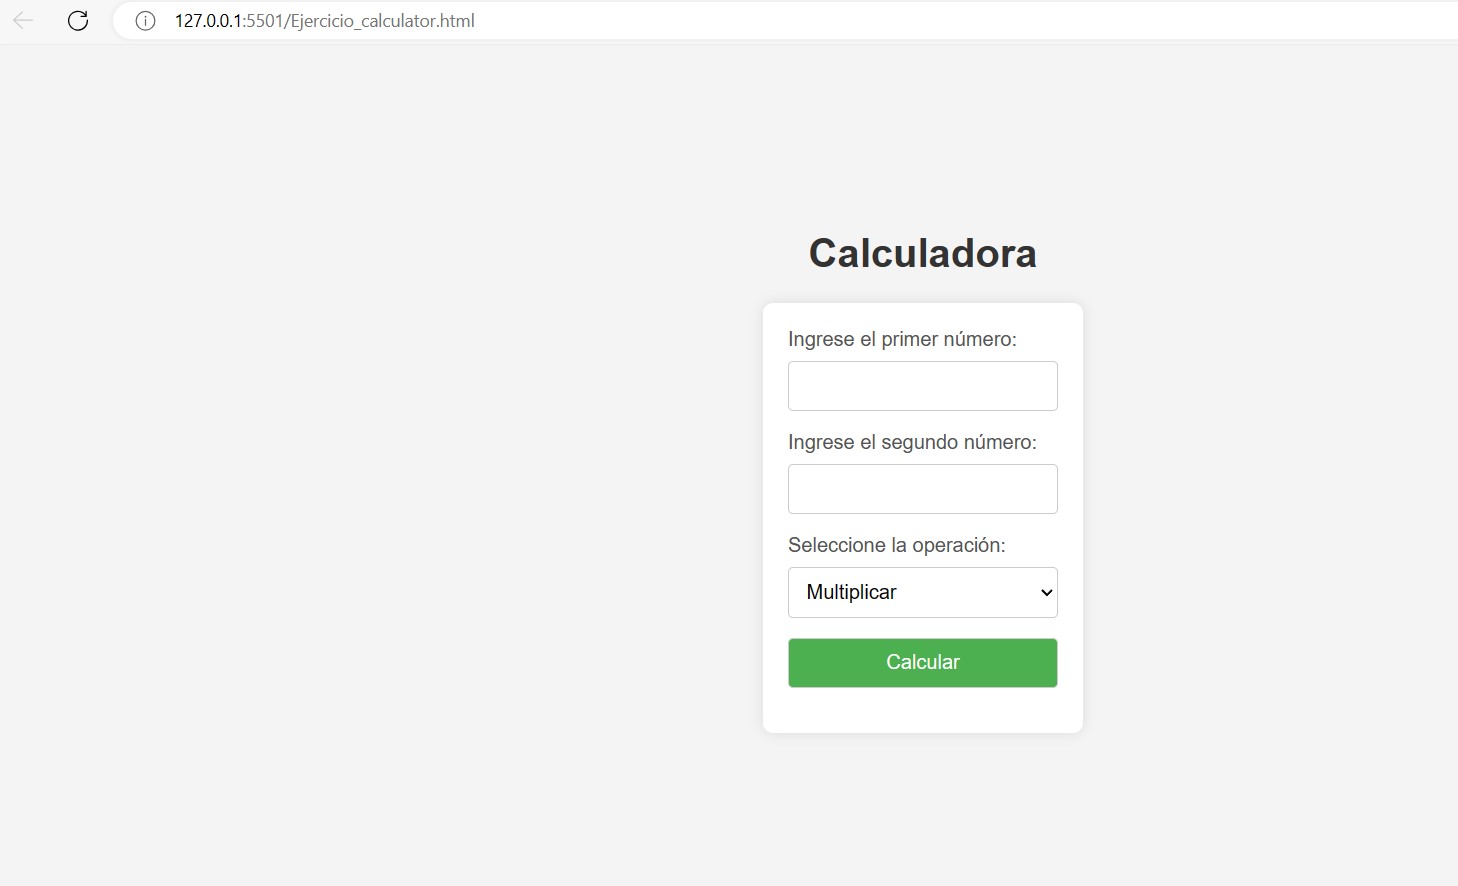 127.0.0.1:5501/Ejercicio_calculator.html
Calculadora
Ingrese el primer número:
Ingrese el segundo número:
Seleccione la operación:
Multiplicar
Calcular